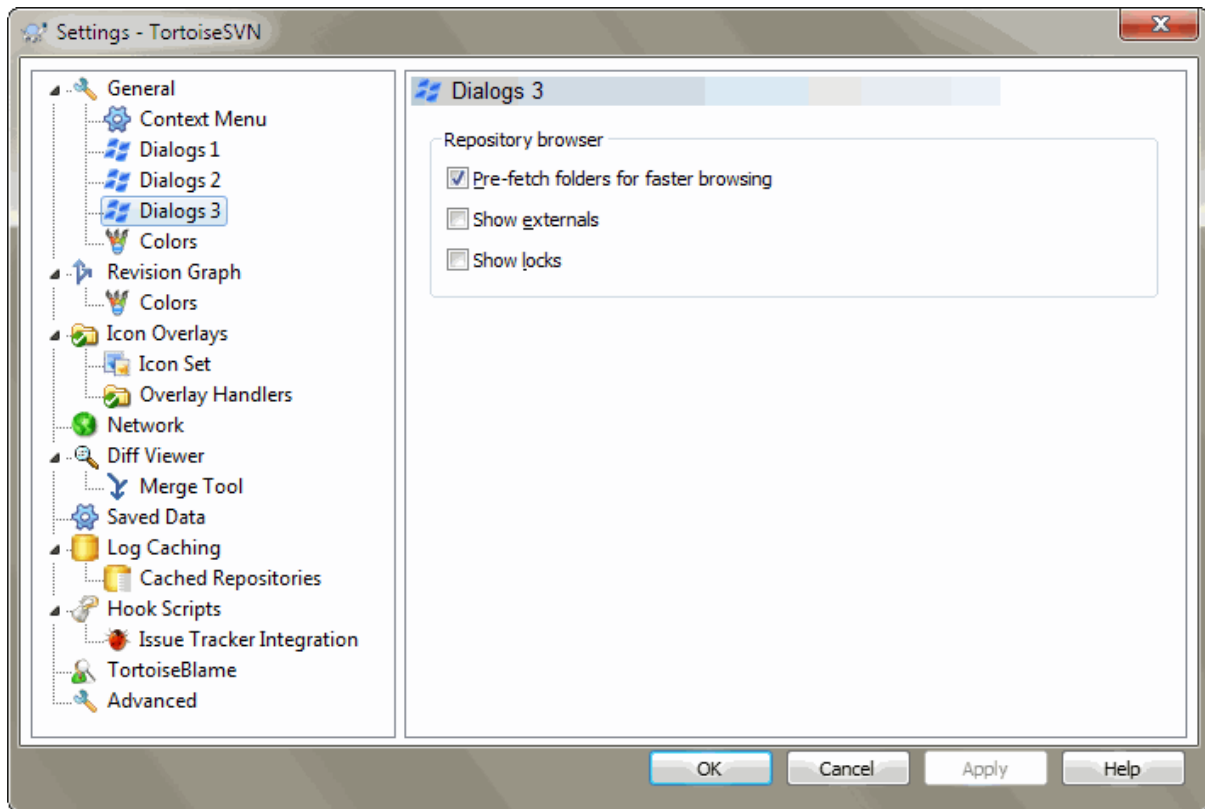 Settings - TortoiseSVN
General
Context Menu
Dialogs 1
Dialogs 2
Dialogs 3
Colors
Revision Graph
Colors
Icon Overlays
Icon Set
Overlay Handlers
Network
Diff Viewer
Merge Tool
Saved Data
Log Caching
Cached Repositories
Hook Scripts
Issue Tracker Integration
TortoiseBlame
Advanced
Dialogs 3
Repository browser
Pre-fetch folders for faster browsing
Show externals
Show locks
OK Cancel Apply Help